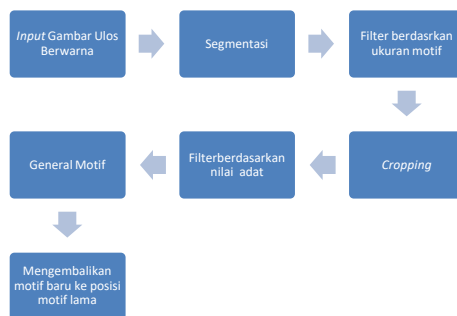 Input Gambar Ulos
Berwarna
Segmentasi
Filter berdasrkan
ukuran motif
Cropping
Filterberdasarkan
nilai adat
General Motif
Mengembalikan
motif baru ke posisi
motif lama